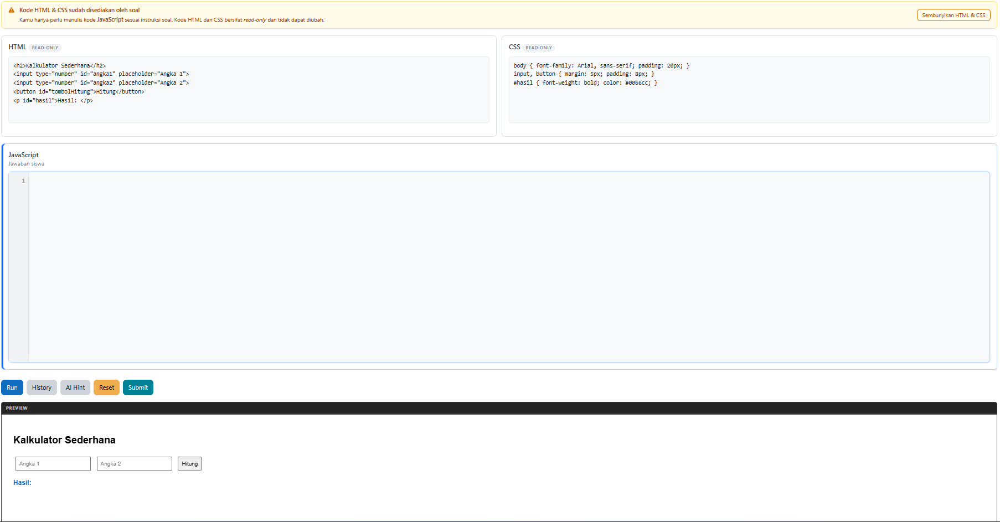 Kode HTML & CSS sudah disediakan oleh soal
Kamu hanya perlu menulis kode JavaScript sesuai instruksi soal. Kode HTML dan CSS bersifat read-only dan tidak dapat diubah.
Sembunyikan HTML & CSS
HTML READ-ONLY
<h2>Kalkulator Sederhana</h2>
<input type="number" id="angka1" placeholder="Angka 1">
<input type="number" id="angka2" placeholder="Angka 2">
<button id="tombolHitung">Hitung</button>
<p id="hasil">Hasil: </p>
CSS READ-ONLY
body { font-family: Arial, sans-serif; padding: 20px; }
input, button { margin: 5px; padding: 8px; }
#hasil { font-weight: bold; color: #0066cc; }
JavaScript
Jawaban siswa
1
Run History AI Hint Reset Submit
PREVIEW
Kalkulator Sederhana
Angka 1 Angka 2 Hitung
Hasil: